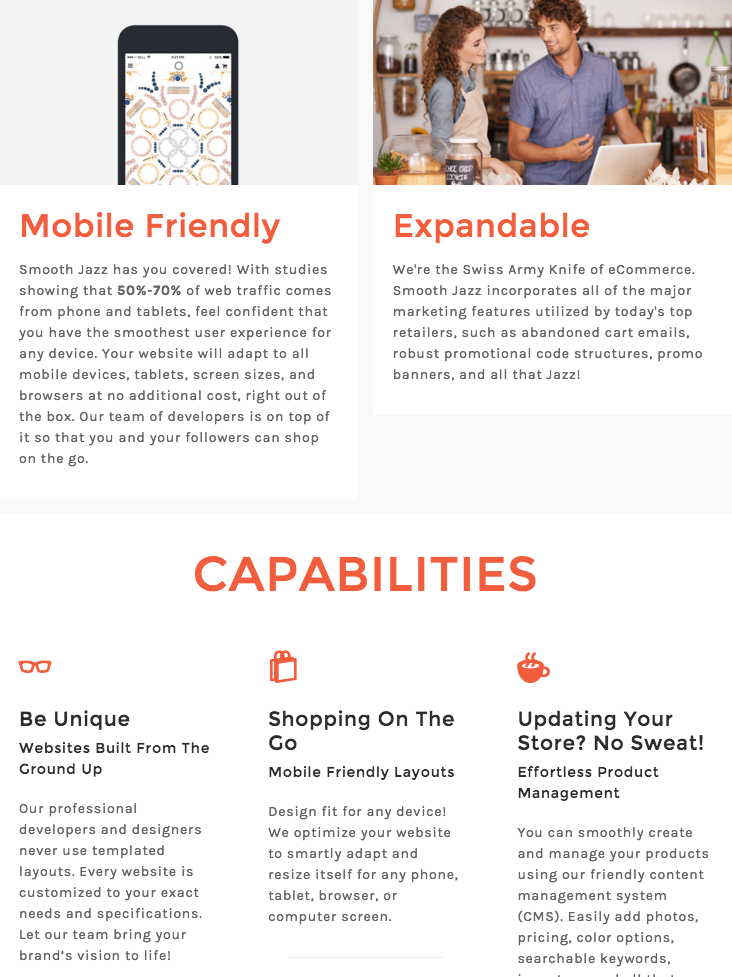 4:21 PM
100%
CHOC CHIP
COOKIES
Mobile Friendly
Smooth Jazz has you covered! With studies
showing that 50%-70% of web traffic comes
from phone and tablets, feel confident that
you have the smoothest user experience for
any device. Your website will adapt to all
mobile devices, tablets, screen sizes, and
browsers at no additional cost, right out of
the box. Our team of developers is on top of
it so that you and your followers can shop
on the go.
Expandable
We're the Swiss Army Knife of eCommerce.
Smooth Jazz incorporates all of the major
marketing features utilized by today's top
retailers, such as abandoned cart emails,
robust promotional code structures, promo
banners, and all that Jazz!
CAPABILITIES
Be Unique
Websites Built From The
Ground Up
Our professional
developers and designers
never use templated
layouts. Every website is
customized to your exact
needs and specifications.
Let our team bring your
brand’s vision to life!
Shopping On The
Go
Mobile Friendly Layouts
Design fit for any device!
We optimize your website
to smartly adapt and
resize itself for any phone,
tablet, browser, or
computer screen.
Updating Your
Store? No Sweat!
Effortless Product
Management
You can smoothly create
and manage your products
using our friendly content
management system
(CMS). Easily add photos,
pricing, color options,
searchable keywords,